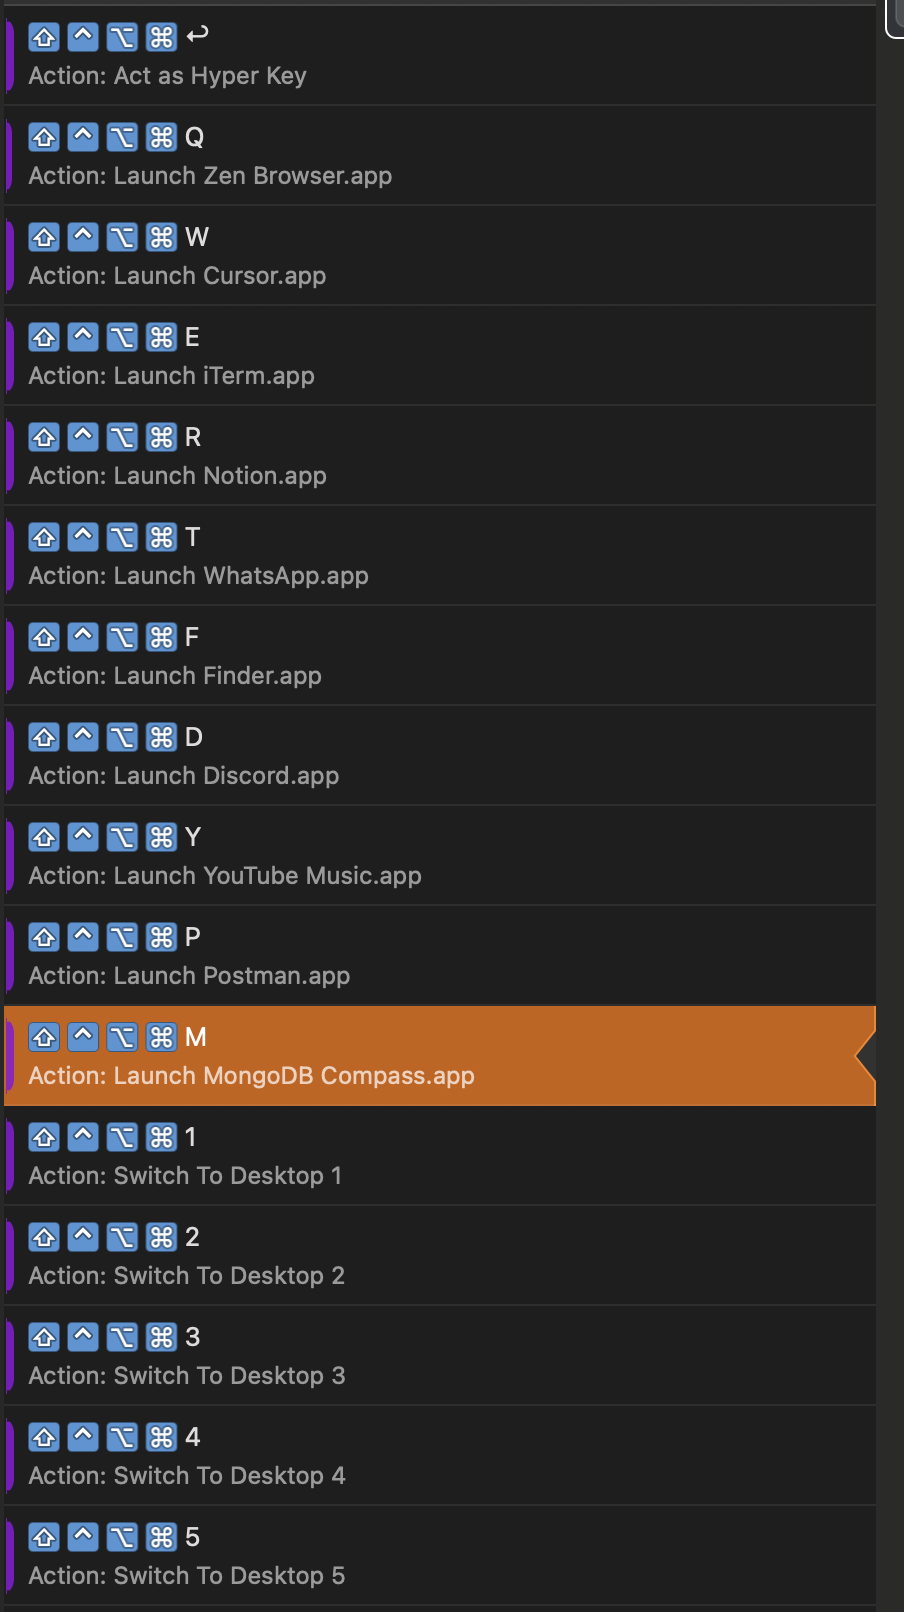 ⇧ ⌃ ⌥ ⌘ ↩
Action: Act as Hyper Key
⇧ ⌃ ⌥ ⌘ Q
Action: Launch Zen Browser.app
⇧ ⌃ ⌥ ⌘ W
Action: Launch Cursor.app
⇧ ⌃ ⌥ ⌘ E
Action: Launch iTerm.app
⇧ ⌃ ⌥ ⌘ R
Action: Launch Notion.app
⇧ ⌃ ⌥ ⌘ T
Action: Launch WhatsApp.app
⇧ ⌃ ⌥ ⌘ F
Action: Launch Finder.app
⇧ ⌃ ⌥ ⌘ D
Action: Launch Discord.app
⇧ ⌃ ⌥ ⌘ Y
Action: Launch YouTube Music.app
⇧ ⌃ ⌥ ⌘ P
Action: Launch Postman.app
⇧ ⌃ ⌥ ⌘ M
Action: Launch MongoDB Compass.app
⇧ ⌃ ⌥ ⌘ 1
Action: Switch To Desktop 1
⇧ ⌃ ⌥ ⌘ 2
Action: Switch To Desktop 2
⇧ ⌃ ⌥ ⌘ 3
Action: Switch To Desktop 3
⇧ ⌃ ⌥ ⌘ 4
Action: Switch To Desktop 4
⇧ ⌃ ⌥ ⌘ 5
Action: Switch To Desktop 5